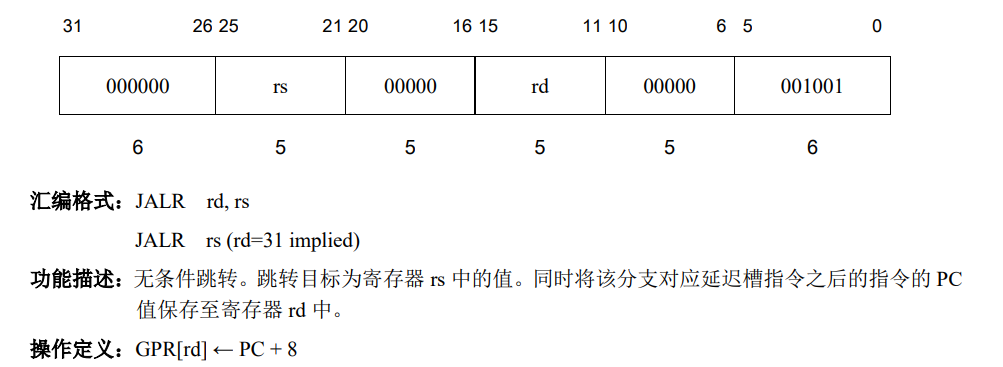 31 26 25 21 20 16 15 11 10 6 5 0
000000 rs 00000 rd 00000 001001
6 5 5 5 5 6
汇编格式：JALR rd, rs
JALR rs (rd=31 implied)
功能描述：无条件跳转。跳转目标为寄存器 rs 中的值。同时将该分支对应延迟槽指令之后的指令的 PC
值保存至寄存器 rd 中。
操作定义：GPR[rd] ← PC + 8